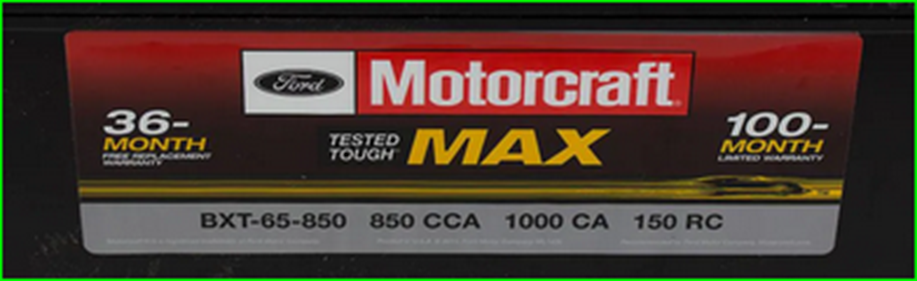 Ford Motorcraft
36-
MONTH
FREE REPLACEMENT
WARRANTY
TESTED
TOUGH
MAX
100-
MONTH
LIMITED WARRANTY
BXT-65-850 850 CCA 1000 CA 150 RC